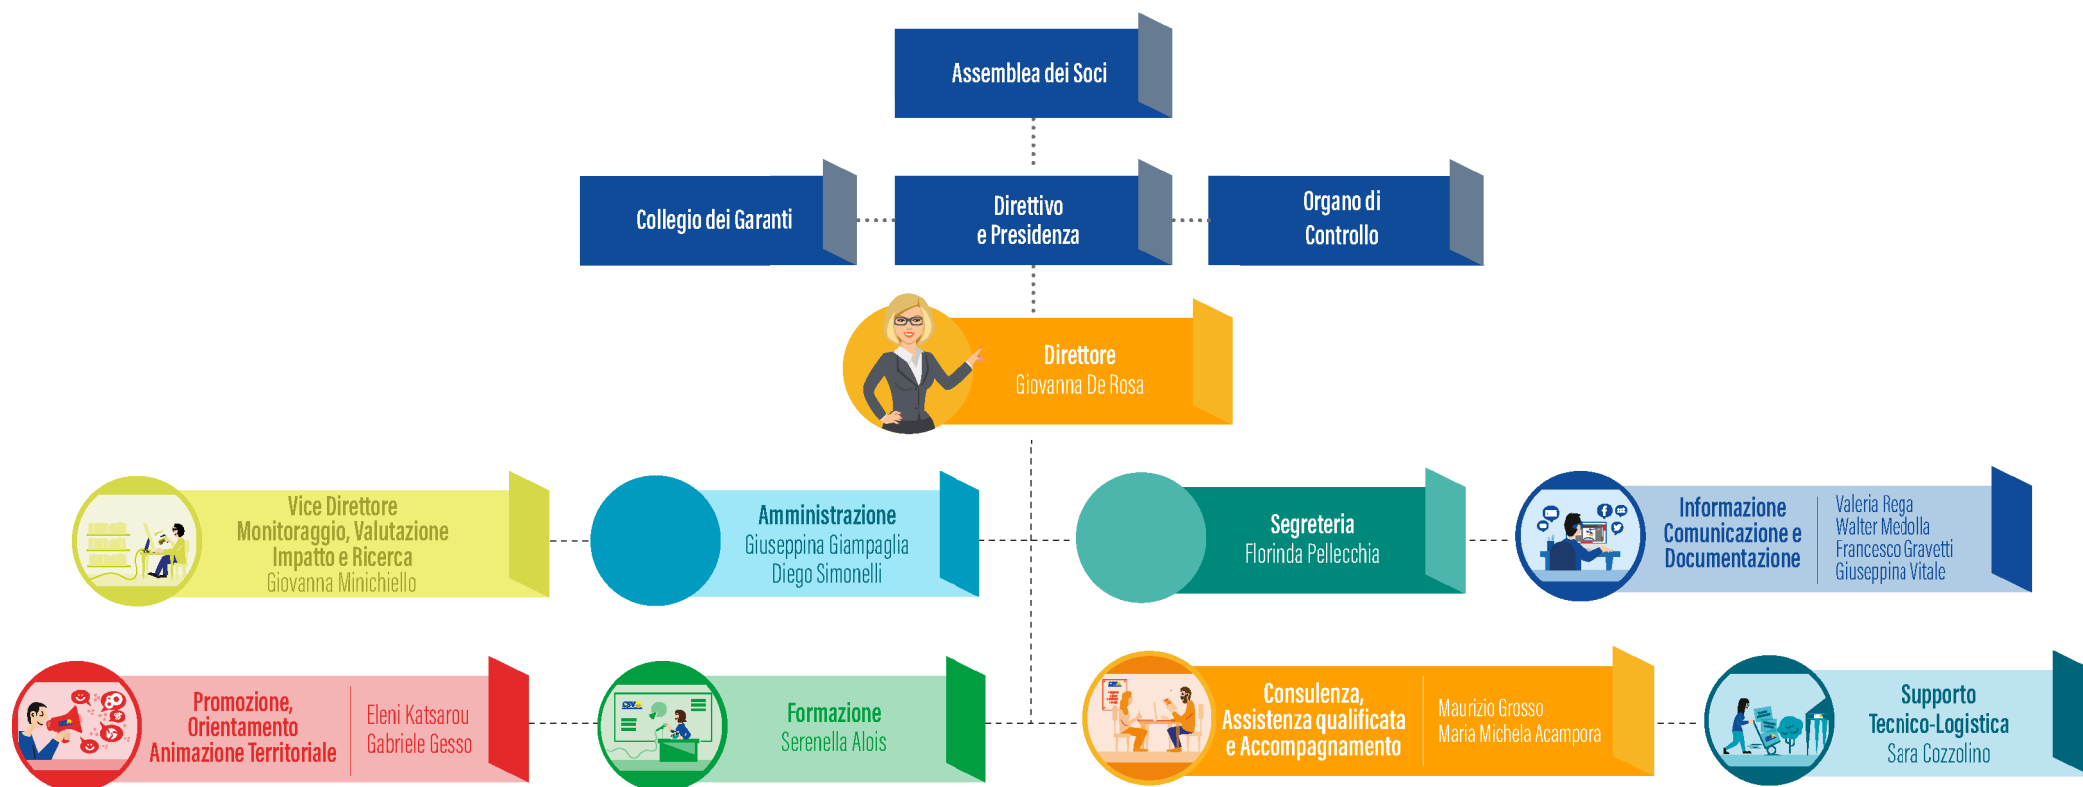 Assemblea dei Soci
Collegio dei Garanti
Direttivo
e Presidenza
Organo di
Controllo
Direttore
Giovanna De Rosa
Vice Direttore
Monitoraggio, Valutazione
Impatto e Ricerca
Giovanna Minichiello
Amministrazione
Giuseppina Giampaglia
Diego Simonelli
Segreteria
Florinda Pellecchia
Informazione
Comunicazione e
Documentazione
Valeria Rega
Walter Medolla
Francesco Gravetti
Giuseppina Vitale
Promozione,
Orientamento
Animazione Territoriale
Eleni Katsarou
Gabriele Gesso
Formazione
Serenella Alois
Consulenza,
Assistenza qualificata
e Accompagnamento
Maurizio Grosso
Maria Michela Acampora
Supporto
Tecnico-Logistica
Sara Cozzolino